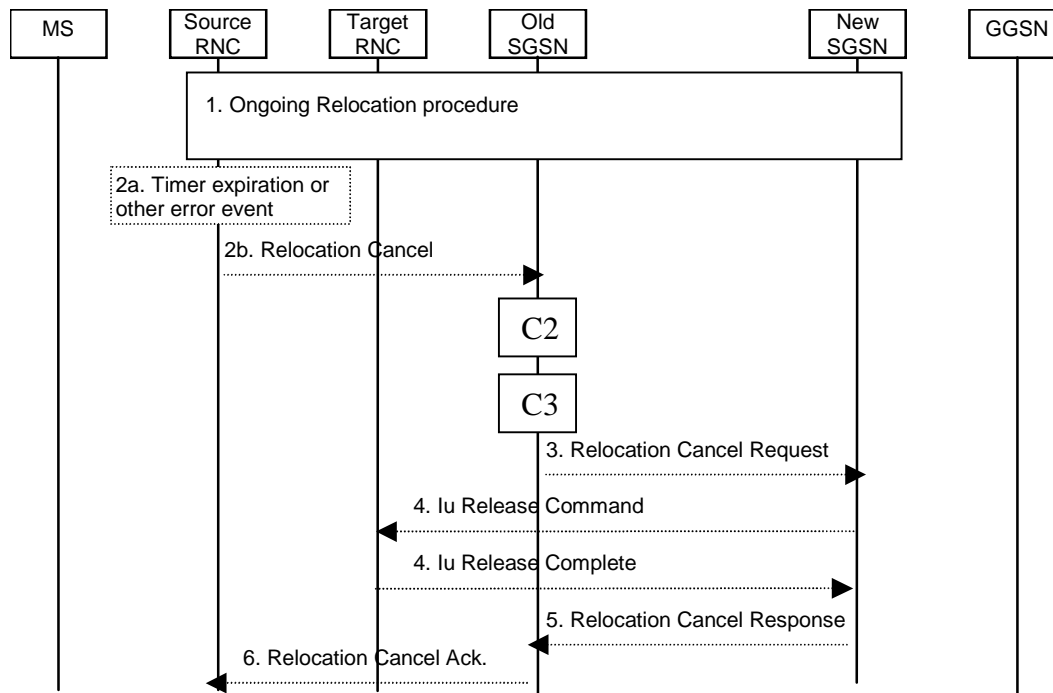 MS
Source
RNC
Target
RNC
Old
SGSN
New
SGSN
GGSN
1. Ongoing Relocation procedure
2a. Timer expiration or
other error event
2b. Relocation Cancel
C2
C3
3. Relocation Cancel Request
4. Iu Release Command
4. Iu Release Complete
5. Relocation Cancel Response
6. Relocation Cancel Ack.